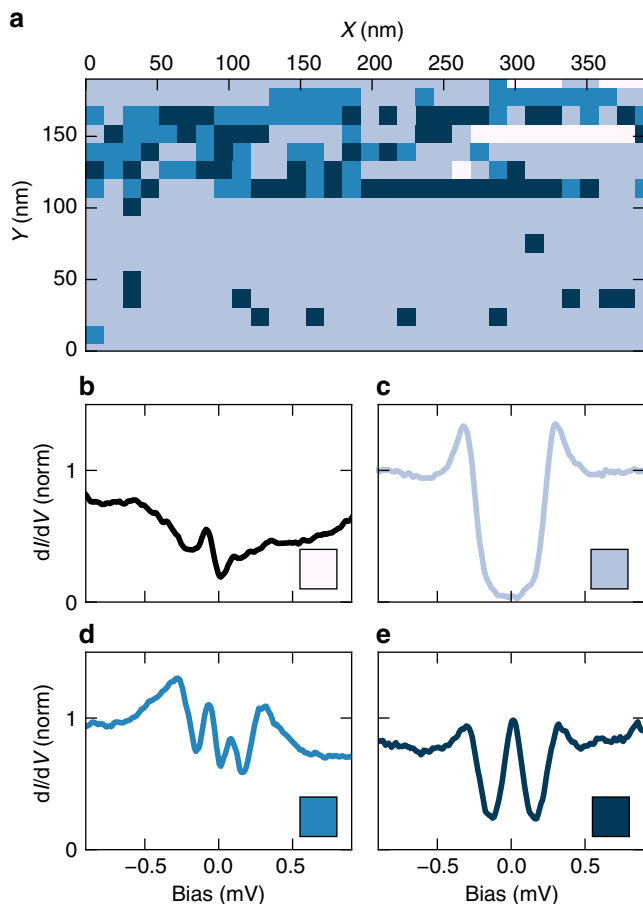 a
X (nm)
0 50 100 150 200 250 300 350
Y (nm)
150
100
50
0
b c
dI/dV (norm)
1
0
d e
dI/dV (norm)
1
0
−0.5 0.0 0.5 −0.5 0.0 0.5
Bias (mV) Bias (mV)